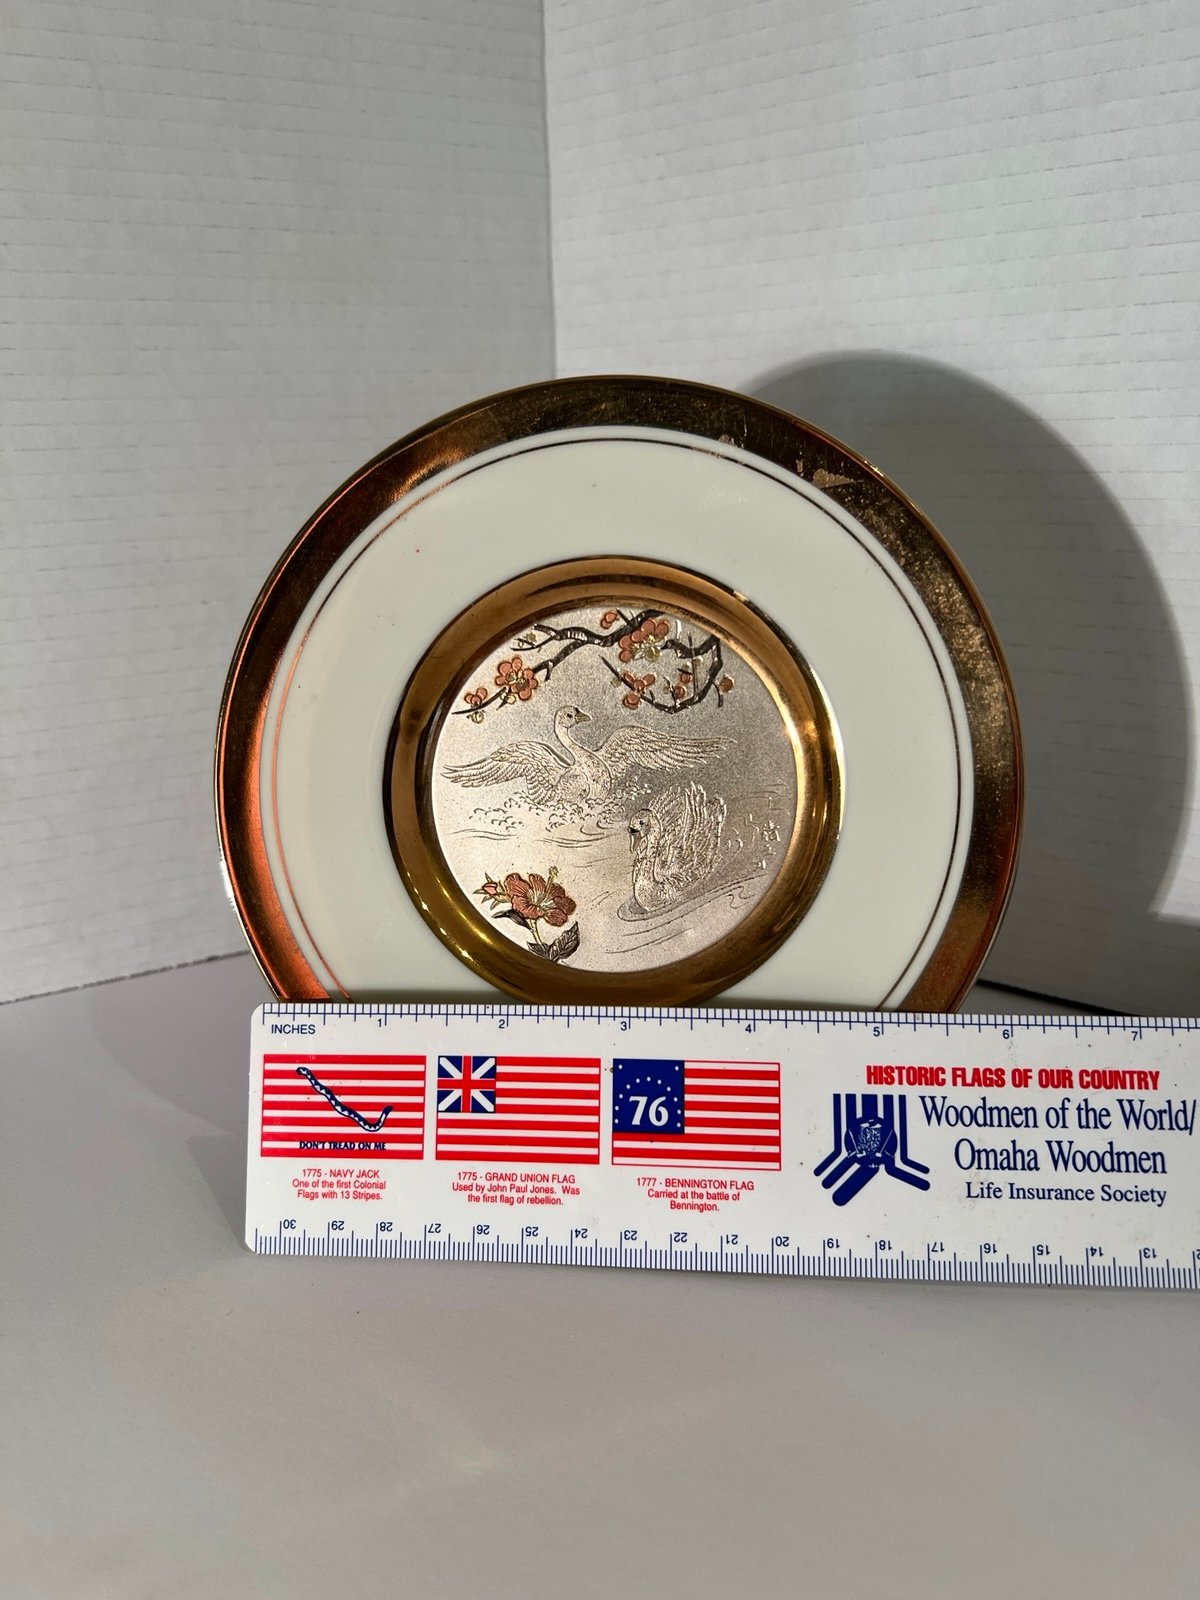 1 2 3 4 5 6 7
INCHES
HISTORIC FLAGS OF OUR COUNTRY
76
DON'T TREAD ON ME
Woodmen of the World/
Omaha Woodmen
Life Insurance Society
1775 - NAVY JACK
One of the first Colonial
Flags with 13 Stripes.
1775 - GRAND UNION FLAG
Used by John Paul Jones. Was
the first flag of rebellion.
1777 - BENNINGTON FLAG
Carried at the battle of
Bennington.
30 29 28 27 26 25 24 23 22 21 20 19 18 17 16 15 14 13